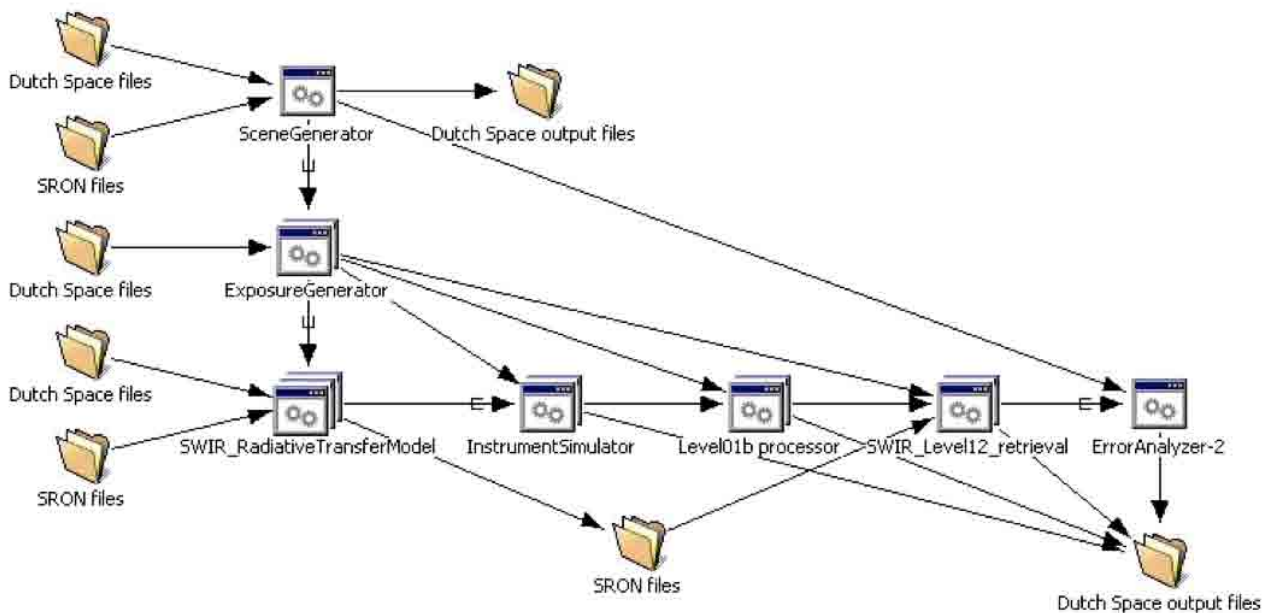 Dutch Space files
SceneGenerator
Dutch Space output files
SRON files
Dutch Space files
ExposureGenerator
Dutch Space files
SWIR_RadiativeTransferModel
InstrumentSimulator
Level01b processor
SWIR_Level12_retrieval
ErrorAnalyzer-2
SRON files
SRON files
Dutch Space output files